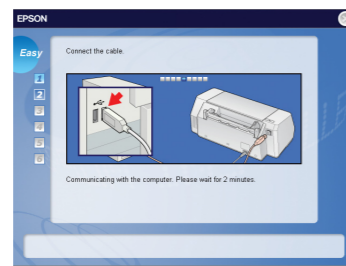 EPSON
Easy
Connect the cable.
1
2
3
4
5
6
Communicating with the computer. Please wait for 2 minutes.